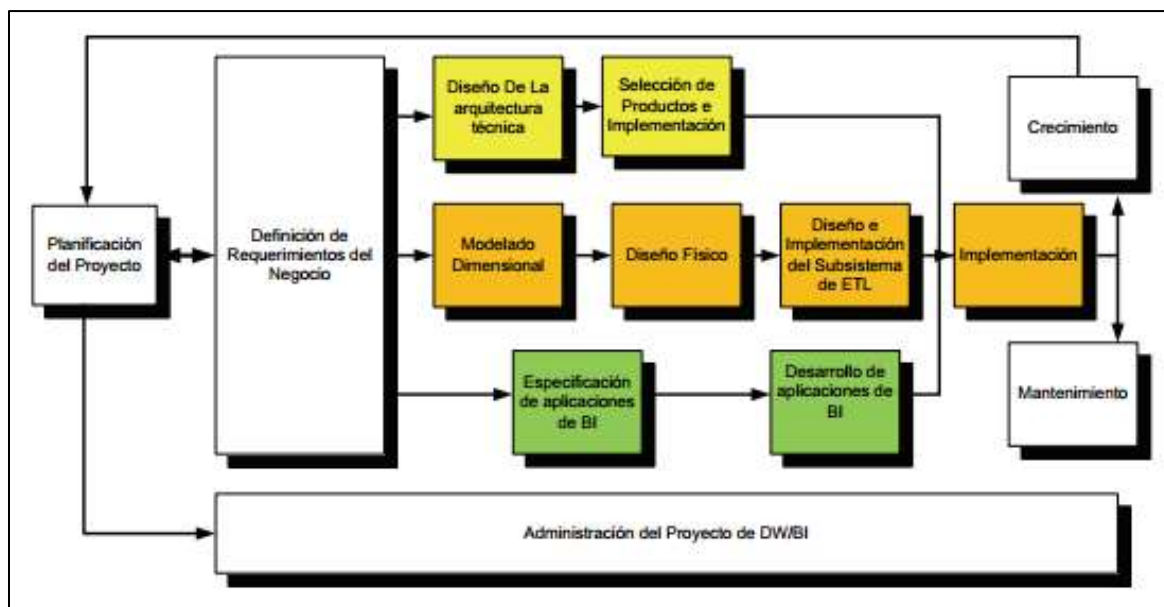 Diseño De La
arquitectura
técnica
Selección de
Productos e
Implementación
Crecimiento
Planificación
del Proyecto
Definición de
Requerimientos del
Negocio
Modelado
Dimensional
Diseño Físico
Diseño e
Implementación
del Subsistema
de ETL
Implementación
Especificación
de aplicaciones
de BI
Desarrollo de
aplicaciones de
BI
Mantenimiento
Administración del Proyecto de DW/BI